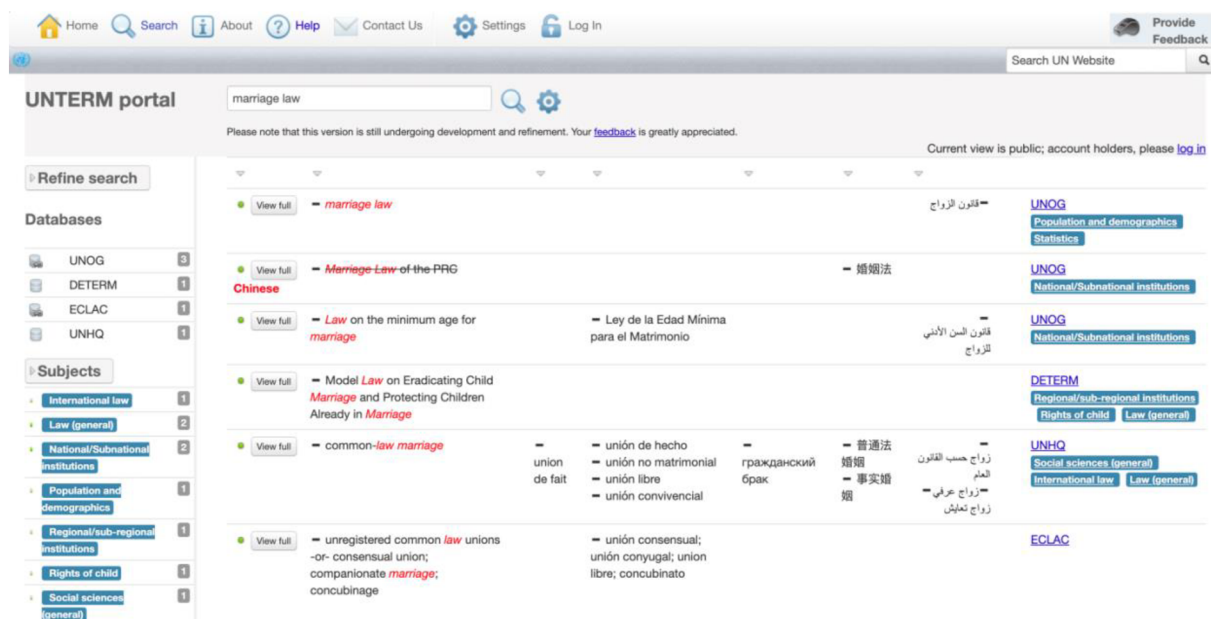 Home Search About Help Contact Us Settings Log In
Provide
Feedback
Search UN Website
UNTERM portal
marriage law
Please note that this version is still undergoing development and refinement. Your feedback is greatly appreciated.
Current view is public; account holders, please log in
Refine search
Databases
UNOG 3
DETERM 1
ECLAC 1
UNHQ 1
Subjects
International law 1
Law (general) 2
National/Subnational 2
institutions
Population and 1
demographics
Regional/sub-regional 1
institutions
Rights of child 1
Social sciences 1
(general)
View full – marriage law
– قانون الزواج
UNOG
Population and demographics
Statistics
View full – Marriage Law of the PRC
Chinese
– 婚姻法
UNOG
National/Subnational institutions
View full – Law on the minimum age for
marriage
– Ley de la Edad Mínima
para el Matrimonio
–
قانون السن الأدنى
للزواج
UNOG
National/Subnational institutions
View full – Model Law on Eradicating Child
Marriage and Protecting Children
Already in Marriage
DETERM
Regional/sub-regional institutions
Rights of child Law (general)
View full – common-law marriage
–
union
de fait
– unión de hecho
– unión no matrimonial
– unión libre
– unión convivencial
–
гражданский
брак
– 普通法
婚姻
– 事实婚
姻
–
زواج حسب القانون
العام
– زواج عرفي –
زواج تعايش
UNHQ
Social sciences (general)
International law Law (general)
View full – unregistered common law unions
-or- consensual union;
companionate marriage;
concubinage
– unión consensual;
unión conyugal; union
libre; concubinato
ECLAC